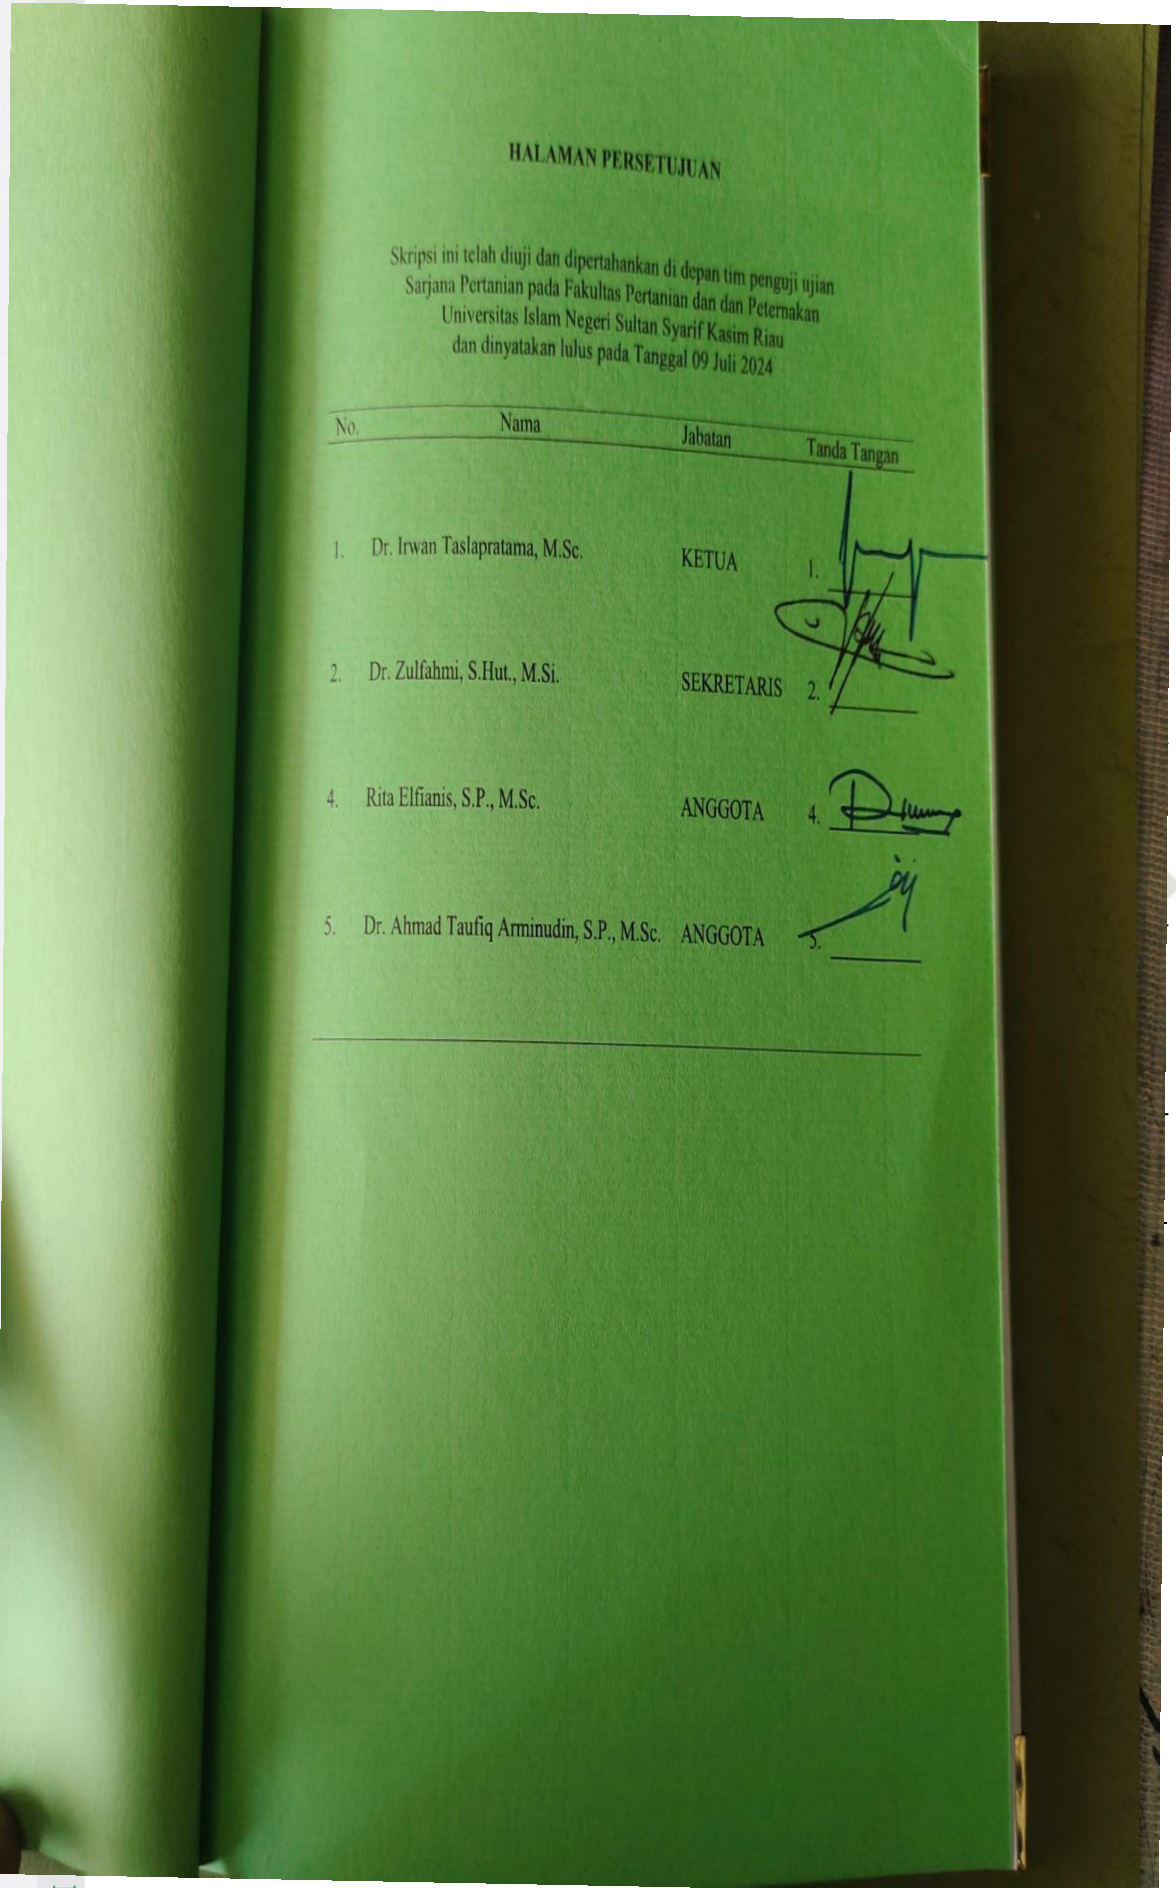 HALAMAN PERSETUJUAN
Skripsi ini telah diuji dan dipertahankan di depan tim penguji ujian
Sarjana Pertanian pada Fakultas Pertanian dan dan Peternakan
Universitas Islam Negeri Sultan Syarif Kasim Riau
dan dinyatakan lulus pada Tanggal 09 Juli 2024
No. Nama Jabatan Tanda Tangan
1. Dr. Irwan Taslapratama, M.Sc. KETUA 1.
2. Dr. Zulfahmi, S.Hut., M.Si. SEKRETARIS 2.
4. Rita Elfianis, S.P., M.Sc. ANGGOTA 4.
5. Dr. Ahmad Taufiq Arminudin, S.P., M.Sc. ANGGOTA 5.